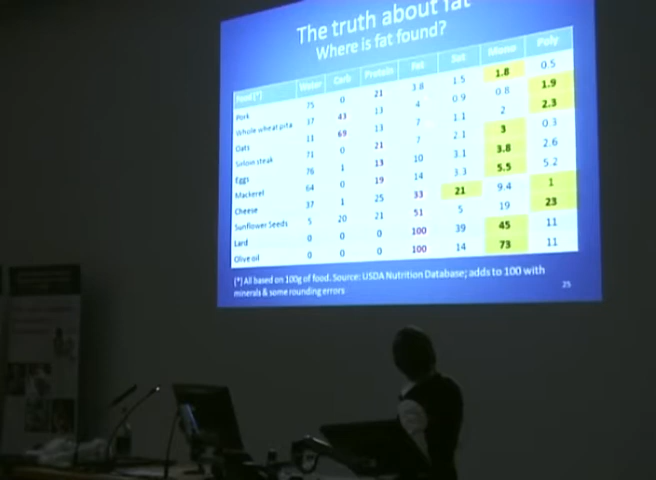 The truth about fat
Where is fat found?
Food (*) Water Carb Protein Fat Sat Mono Poly
Pork 75 0 21 3.8 1.5 1.8 0.5
Whole wheat pita 37 43 13 4 0.9 0.8 1.9
Oats 11 69 13 7 1.1 2 2.3
Sirloin steak 71 0 21 7 2.1 3 0.3
Eggs 76 1 13 10 3.1 3.8 2.6
Mackerel 64 0 19 14 3.3 5.5 5.2
Cheese 37 1 25 33 21 9.4 1
Sunflower Seeds 5 20 21 51 5 19 23
Lard 0 0 0 100 39 45 11
Olive oil 0 0 0 100 14 73 11
(*) All based on 100g of food. Source: USDA Nutrition Database; adds to 100 with
minerals & some rounding errors
25